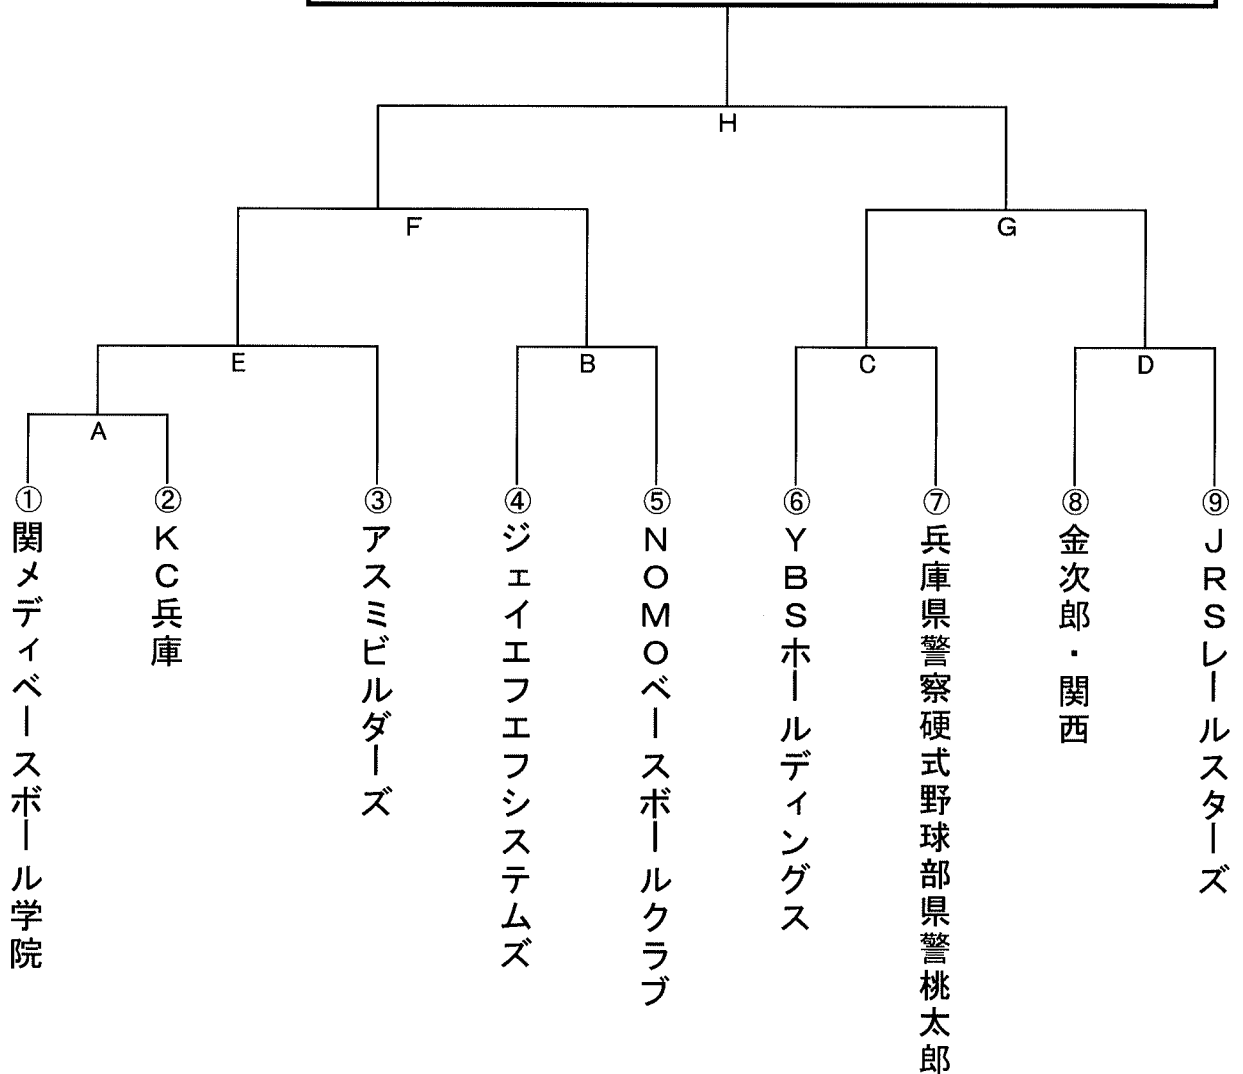 H
F
G
E
B
C
D
A
①関メディベースボール学院
②KC兵庫
③アスミビルダーズ
④ジェイエフエフシステムズ
⑤NOMOベースボールクラブ
⑥YBSホールディングス
⑦兵庫県警察硬式野球部県警桃太郎
⑧金次郎・関西
⑨JRSレールスターズ